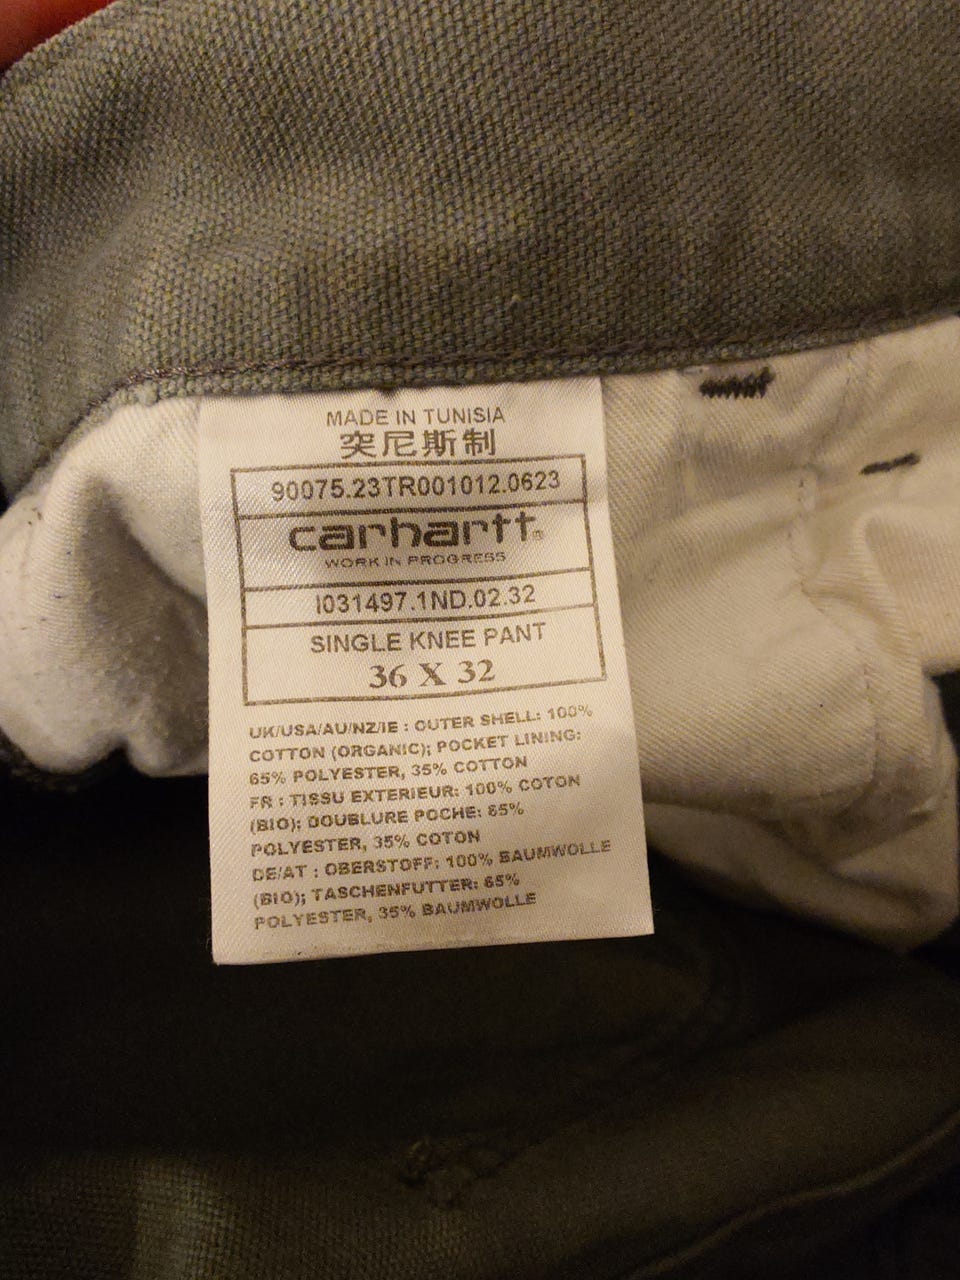 MADE IN TUNISIA
突尼斯制
90075.23TR001012.0623
carhartt®
WORK IN PROGRESS
I031497.1ND.02.32
SINGLE KNEE PANT
36 X 32
UK/USA/AU/NZ/IE : OUTER SHELL: 100%
COTTON (ORGANIC); POCKET LINING:
65% POLYESTER, 35% COTTON
FR : TISSU EXTERIEUR: 100% COTON
(BIO); DOUBLURE POCHE: 65%
POLYESTER, 35% COTON
DE/AT : OBERSTOFF: 100% BAUMWOLLE
(BIO); TASCHENFUTTER: 65%
POLYESTER, 35% BAUMWOLLE